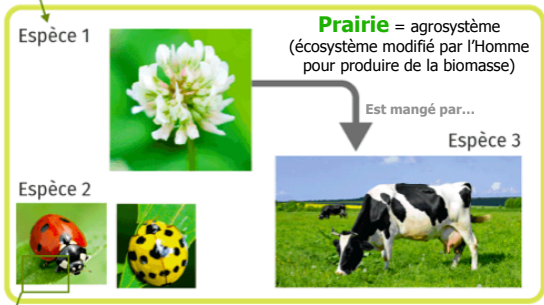 Espèce 1
Prairie = agrosystème
(écosystème modifié par l’Homme
pour produire de la biomasse)
Est mangé par...
Espèce 3
Espèce 2